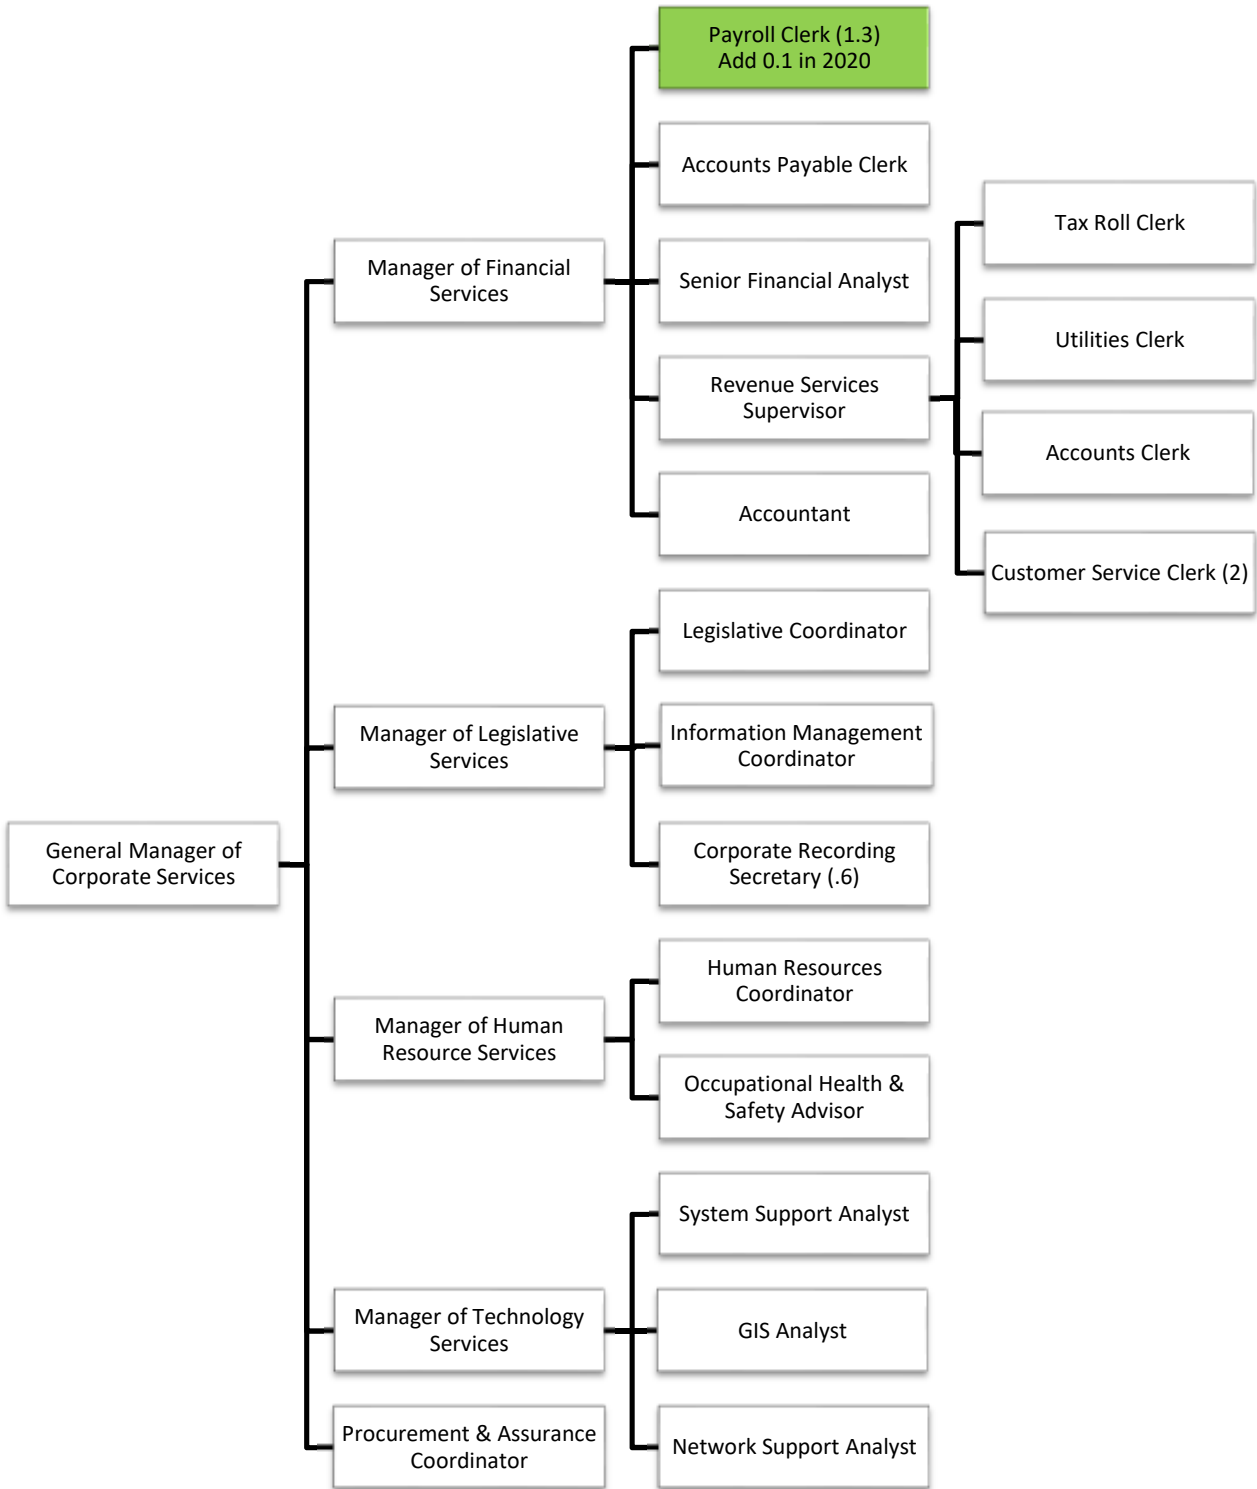 Payroll Clerk (1.3)
Add 0.1 in 2020
Accounts Payable Clerk
Tax Roll Clerk
Manager of Financial
Services
Senior Financial Analyst
Utilities Clerk
Revenue Services
Supervisor
Accounts Clerk
Accountant
Customer Service Clerk (2)
Legislative Coordinator
Manager of Legislative
Services
Information Management
Coordinator
General Manager of
Corporate Services
Corporate Recording
Secretary (.6)
Human Resources
Coordinator
Manager of Human
Resource Services
Occupational Health &
Safety Advisor
System Support Analyst
Manager of Technology
Services
GIS Analyst
Procurement & Assurance
Coordinator
Network Support Analyst